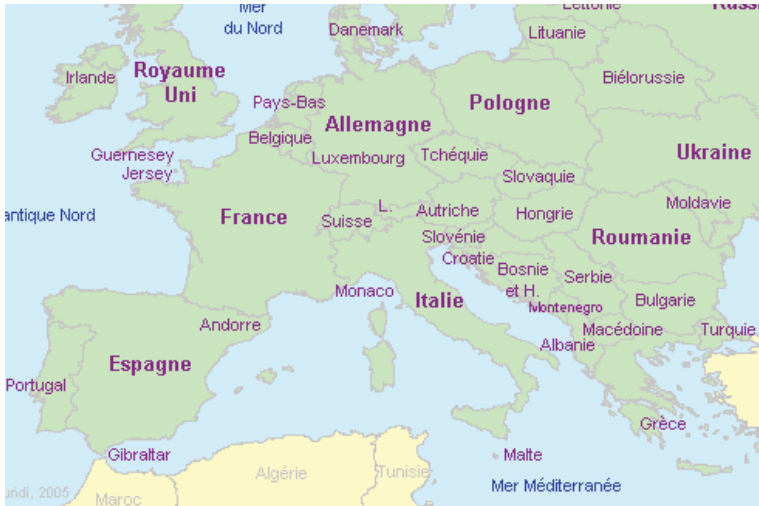 Mer
du Nord
Lettonie
Russ
Danemark
Lituanie
Irlande
Royaume
Uni
Biélorussie
Pays-Bas
Pologne
Allemagne
Belgique
Guernesey
Jersey
Luxembourg
Tchéquie
Ukraine
Slovaquie
antique Nord
France
Suisse
L.
Autriche
Hongrie
Moldavie
Slovénie
Roumanie
Croatie
Bosnie
et H.
Serbie
Monaco
Italie
Bulgarie
Montenegro
Andorre
Macédoine
Turquie
Albanie
Espagne
Portugal
Grèce
Gibraltar
Malte
Algérie
Tunisie
Mer Méditerranée
Maroc
, 2005